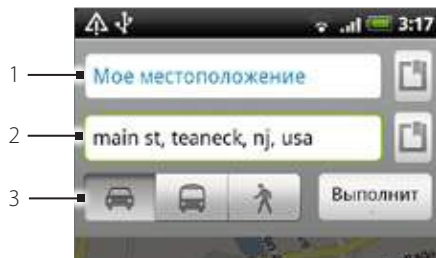 3:17
1 Мое местоположение
2 main st, teaneck, nj, usa
3 Выполнит